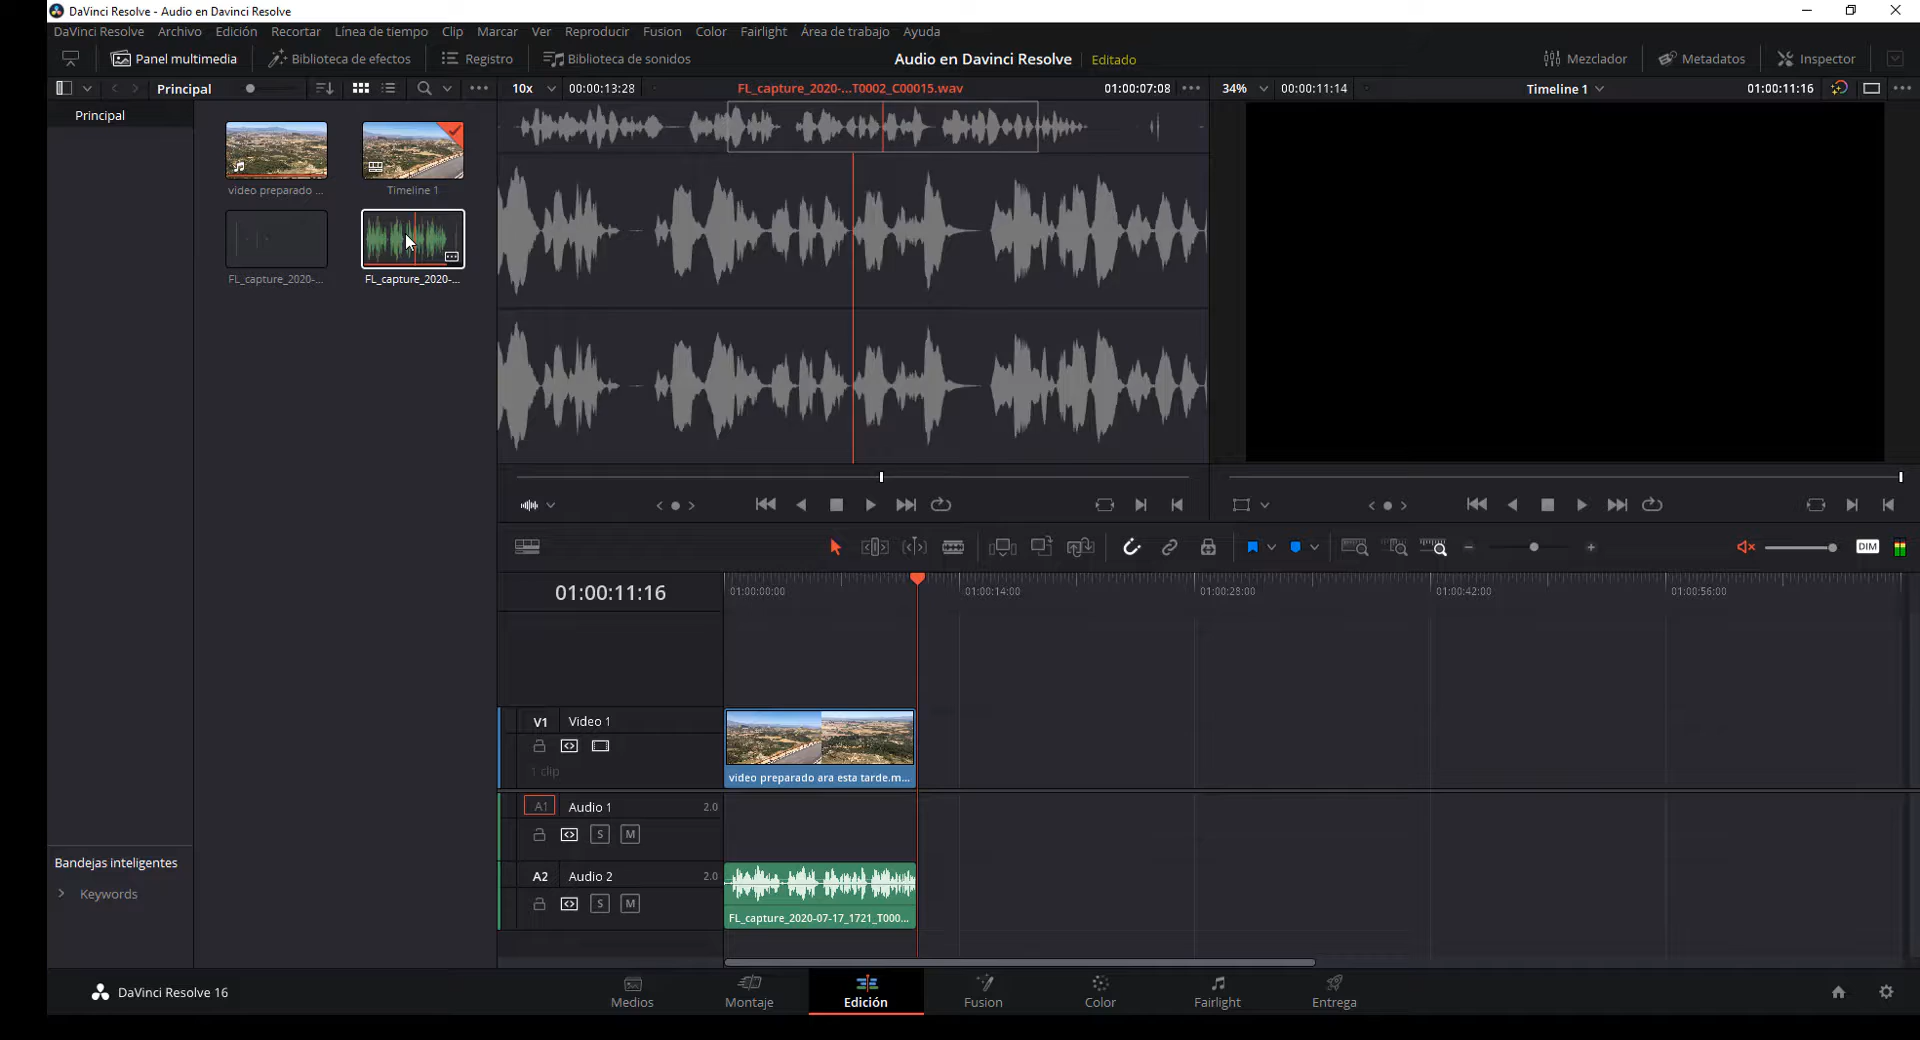 DaVinci Resolve - Audio en Davinci Resolve
DaVinci Resolve Archivo Edición Recortar Línea de tiempo Clip Marcar Ver Reproducir Fusion Color Fairlight Área de trabajo Ayuda
Panel multimedia Biblioteca de efectos Registro Biblioteca de sonidos Audio en Davinci Resolve Editado Mezclador Metadatos Inspector
Principal 10x 00:00:13:28 FL_capture_2020-...T0002_C00015.wav 01:00:07:08 34% 00:00:11:14 Timeline 1 01:00:11:16
Principal
video preparado ... Timeline 1
FL_capture_2020-... FL_capture_2020-...
DIM
01:00:11:16 01:00:00:00 01:00:14:00 01:00:28:00 01:00:42:00 01:00:56:00
V1 Video 1
1 clip
video preparado ara esta tarde.m...
A1 Audio 1 2.0
S M
A2 Audio 2 2.0
S M
FL_capture_2020-07-17_1721_T000...
Bandejas inteligentes
Keywords
DaVinci Resolve 16
Medios Montaje Edición Fusion Color Fairlight Entrega